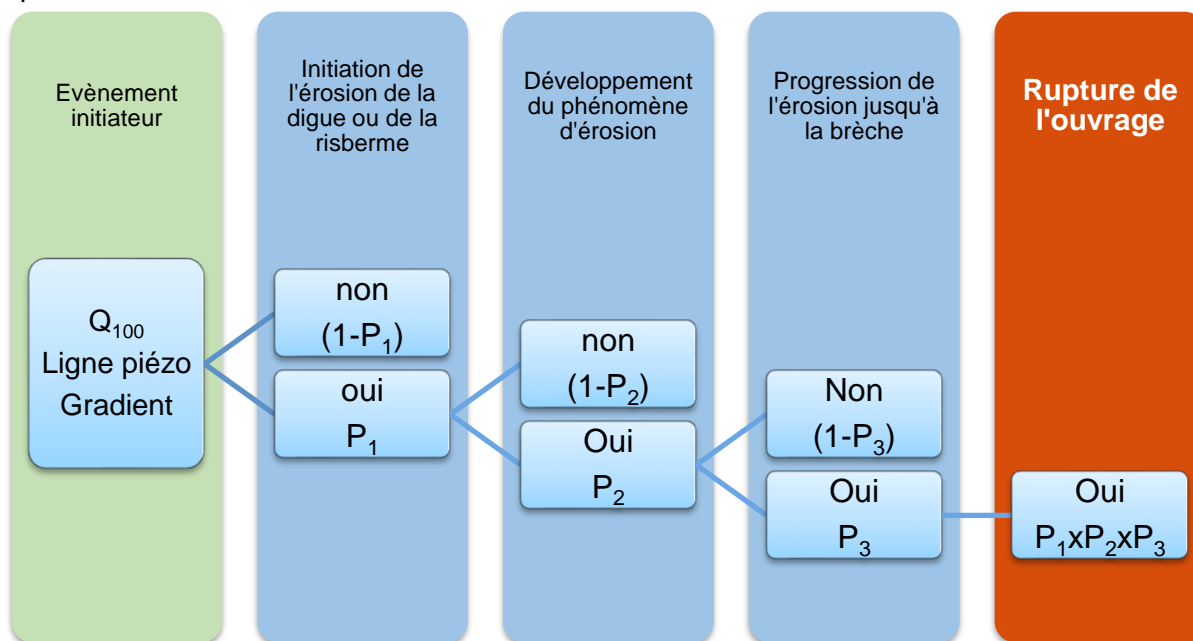 Evènement
initiateur
Initiation de
l'érosion de la
digue ou de la
risberme
Développement
du phénomène
d'érosion
Progression de
l'érosion jusqu'à
la brèche
Rupture de
l'ouvrage
Q₁₀₀
Ligne piézo
Gradient
non
(1-P₁)
oui
P₁
non
(1-P₂)
Oui
P₂
Non
(1-P₃)
Oui
P₃
Oui
P₁xP₂xP₃